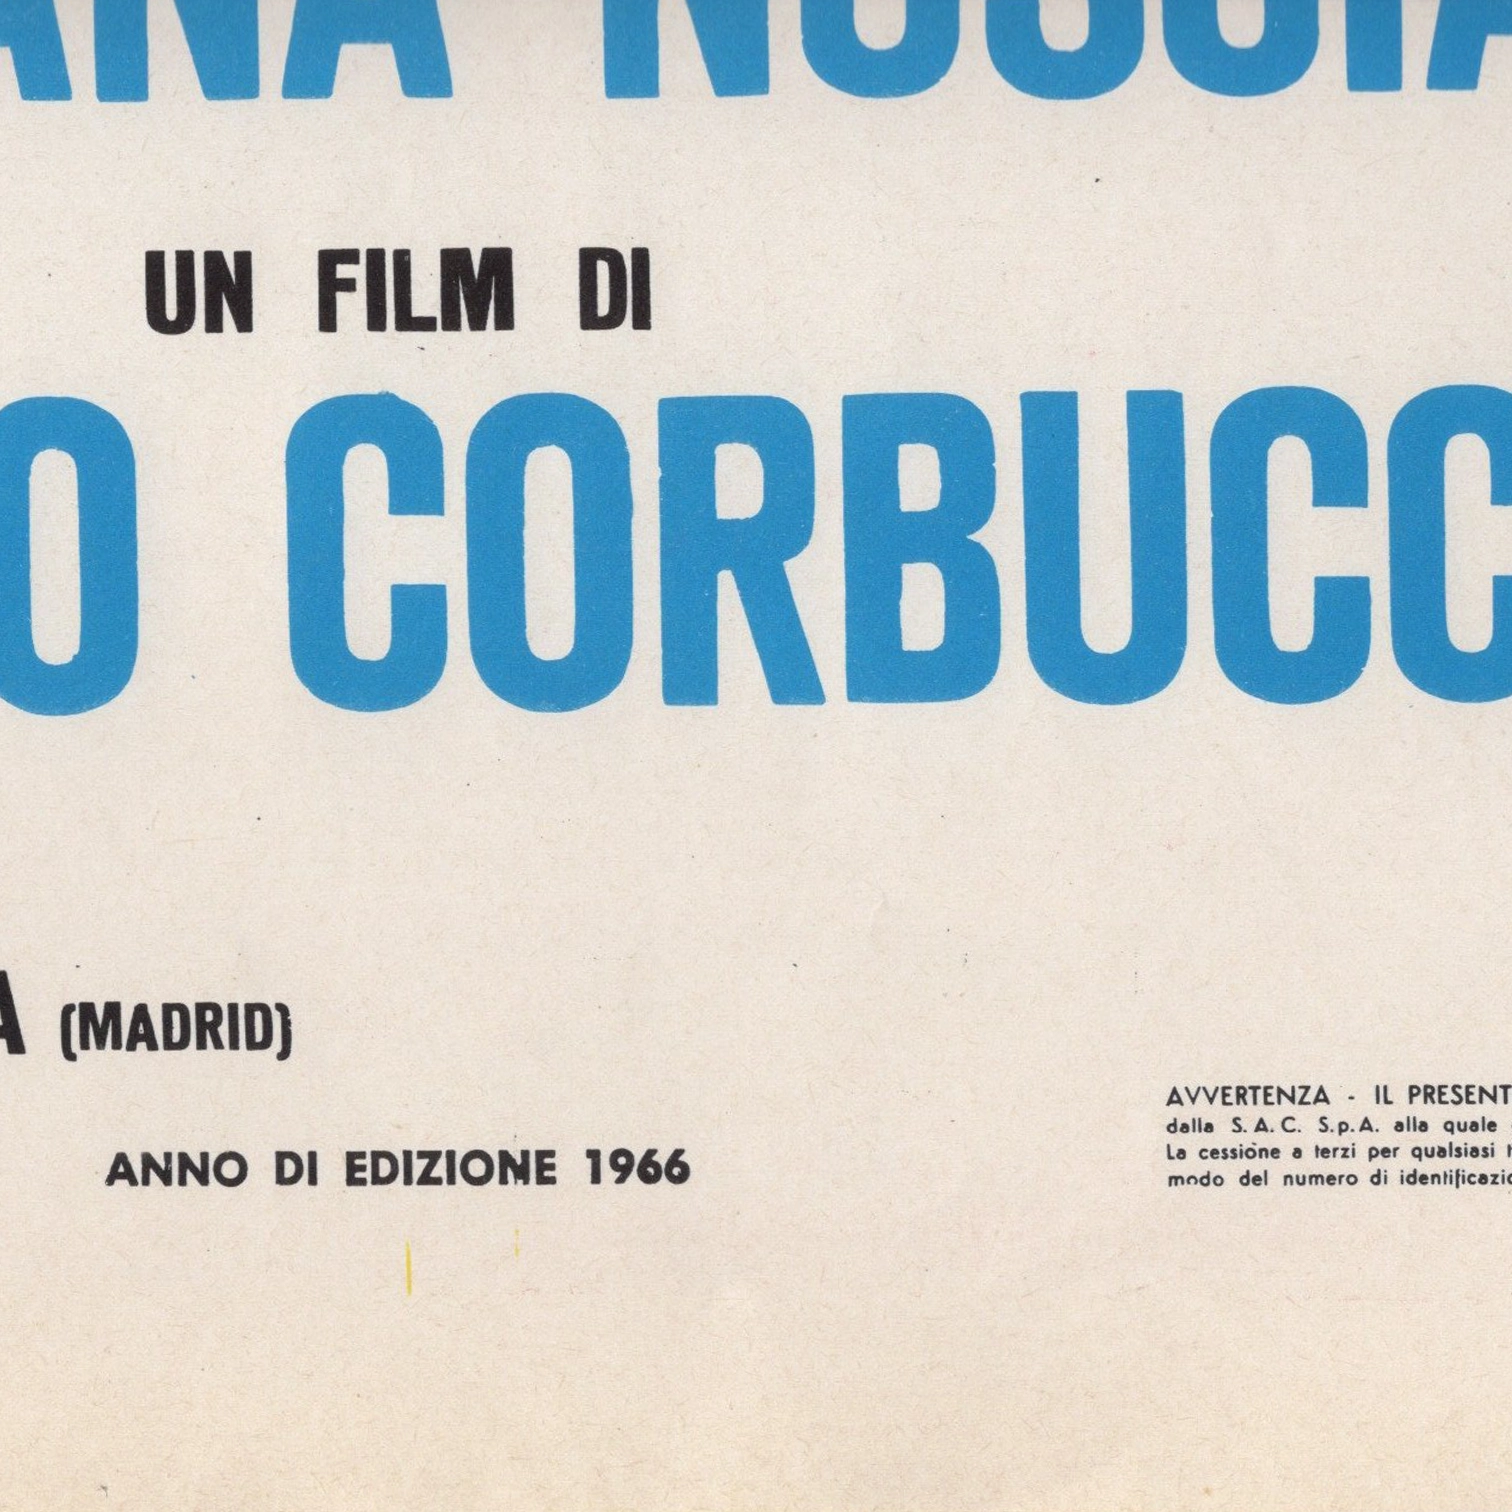 UN FILM DI
O CORBUCC
A (MADRID)
ANNO DI EDIZIONE 1966
AVVERTENZA - IL PRESENT
dalla S. A. C. S.p.A. alla quale
La cessione a terzi per qualsiasi
modo del numero di identificazio